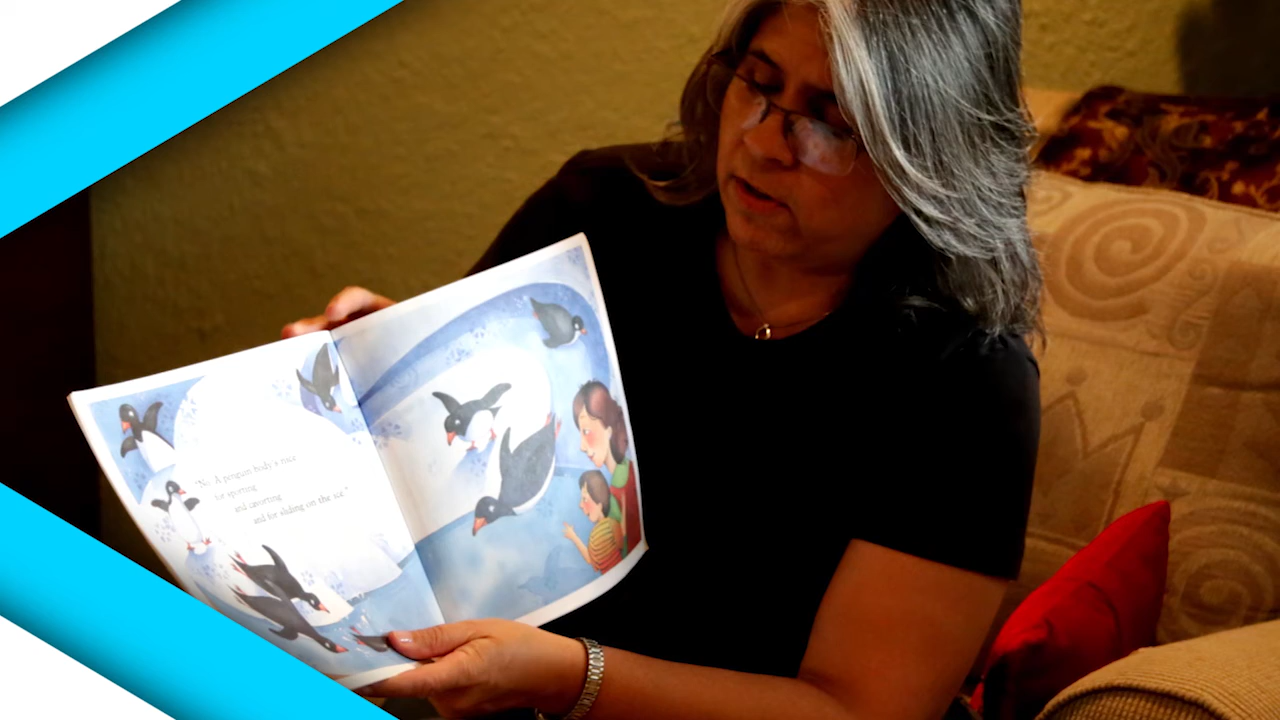 "No. A penguin body's nice
for sporting
and cavorting
and for sliding on the ice."